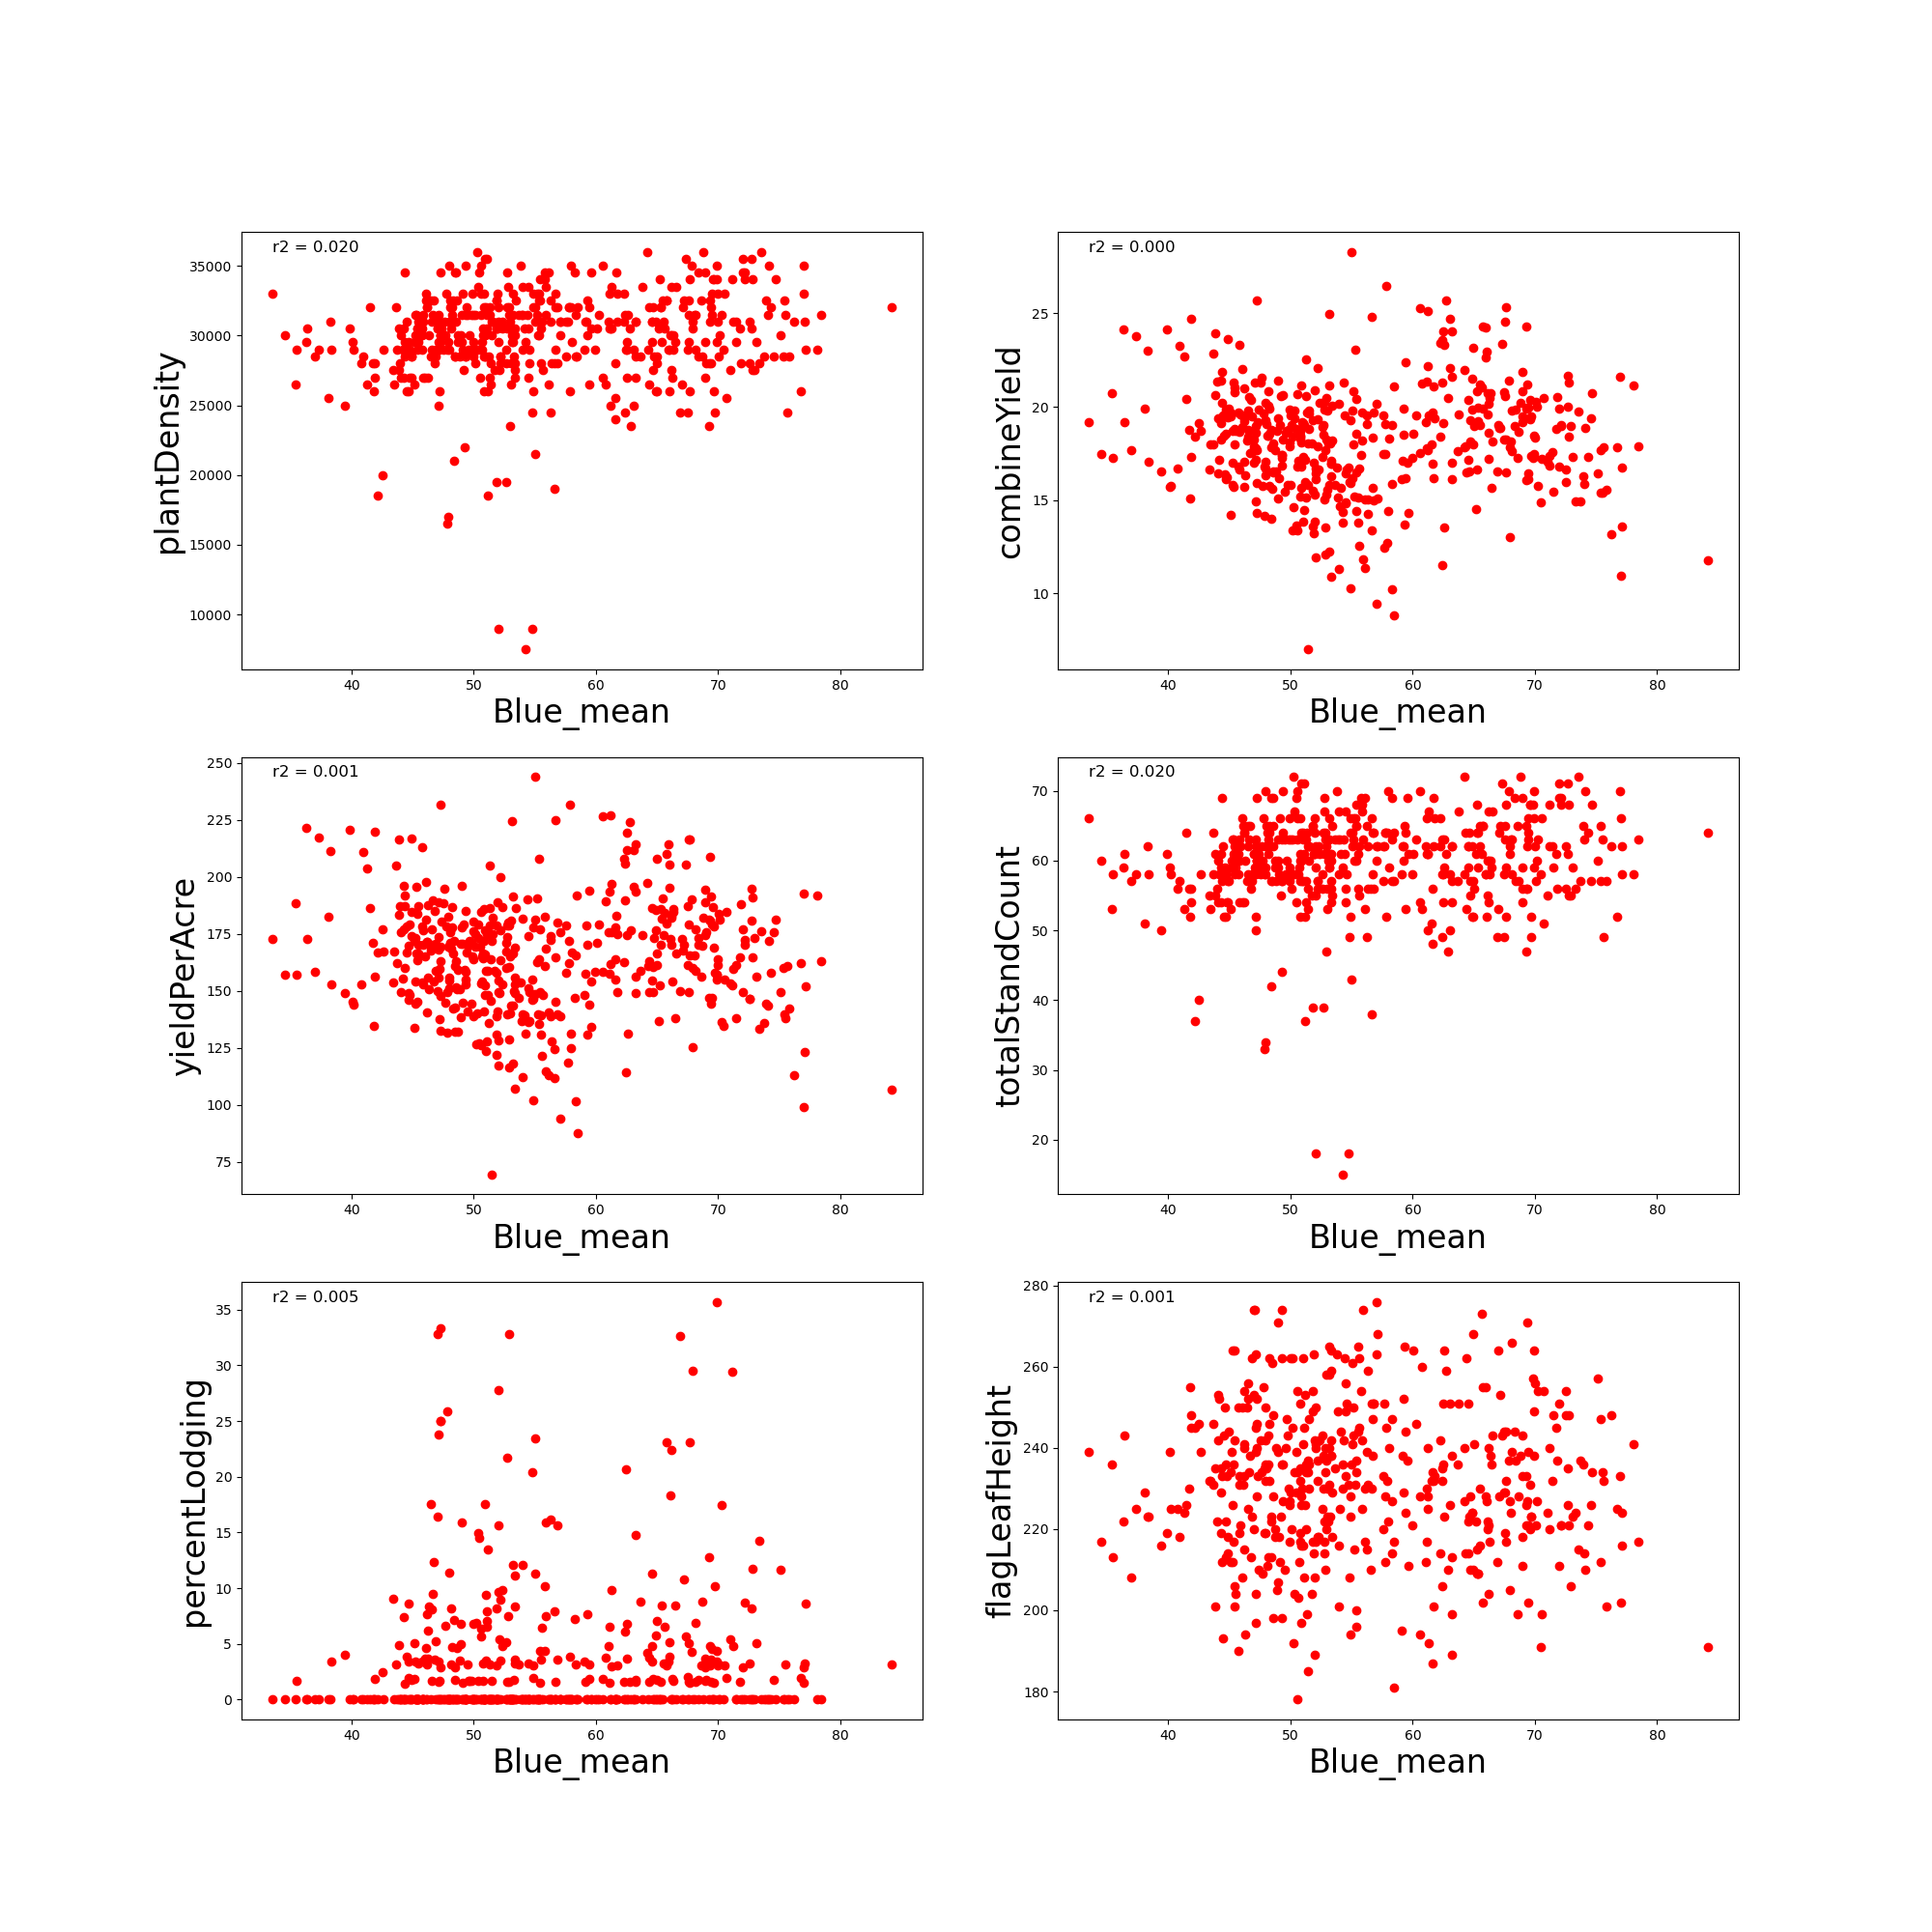 r2 = 0.020
35000
30000
25000
20000
15000
10000
plantDensity
40 50 60 70 80
Blue_mean
r2 = 0.000
25
20
15
10
combineYield
40 50 60 70 80
Blue_mean
r2 = 0.001
250
225
200
175
150
125
100
75
yieldPerAcre
40 50 60 70 80
Blue_mean
r2 = 0.020
70
60
50
40
30
20
totalStandCount
40 50 60 70 80
Blue_mean
r2 = 0.005
35
30
25
20
15
10
5
0
percentLodging
40 50 60 70 80
Blue_mean
r2 = 0.001
280
260
240
220
200
180
flagLeafHeight
40 50 60 70 80
Blue_mean